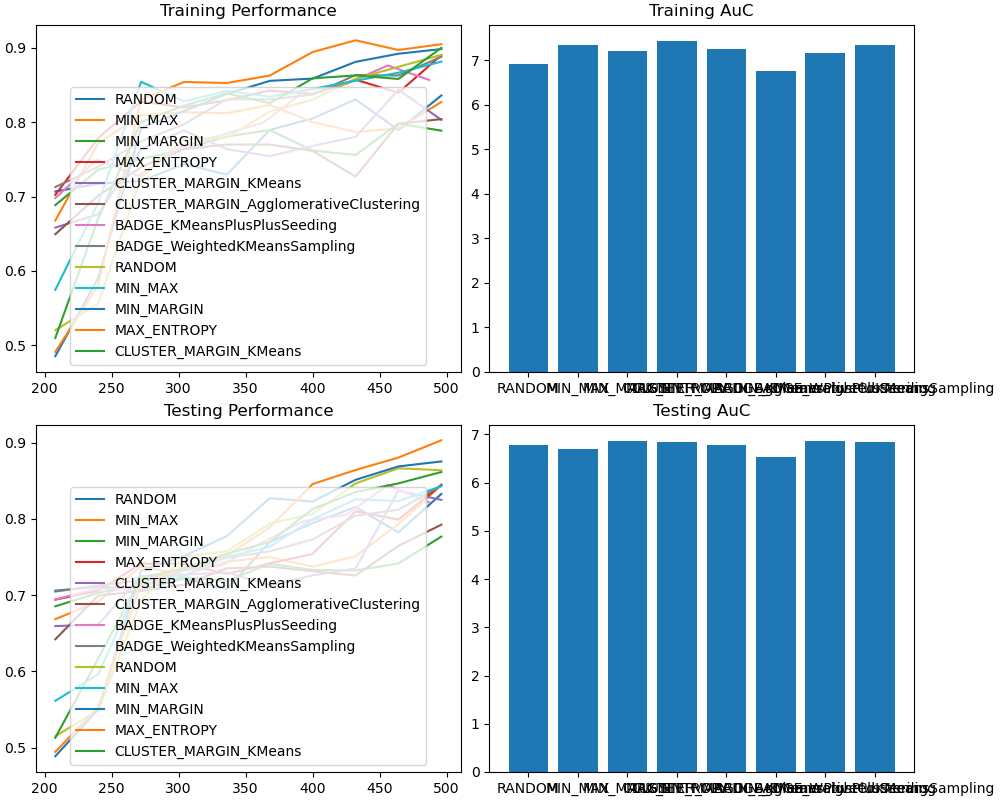 Training Performance
0.9
0.8
0.7
0.6
0.5
RANDOM
MIN_MAX
MIN_MARGIN
MAX_ENTROPY
CLUSTER_MARGIN_KMeans
CLUSTER_MARGIN_AgglomerativeClustering
BADGE_KMeansPlusPlusSeeding
BADGE_WeightedKMeansSampling
RANDOM
MIN_MAX
MIN_MARGIN
MAX_ENTROPY
CLUSTER_MARGIN_KMeans
200 250 300 350 400 450 500
Training AuC
7
6
5
4
3
2
1
0
RANDOM
Testing Performance
0.9
0.8
0.7
0.6
0.5
RANDOM
MIN_MAX
MIN_MARGIN
MAX_ENTROPY
CLUSTER_MARGIN_KMeans
CLUSTER_MARGIN_AgglomerativeClustering
BADGE_KMeansPlusPlusSeeding
BADGE_WeightedKMeansSampling
RANDOM
MIN_MAX
MIN_MARGIN
MAX_ENTROPY
CLUSTER_MARGIN_KMeans
200 250 300 350 400 450 500
Testing AuC
7
6
5
4
3
2
1
0
RANDOM